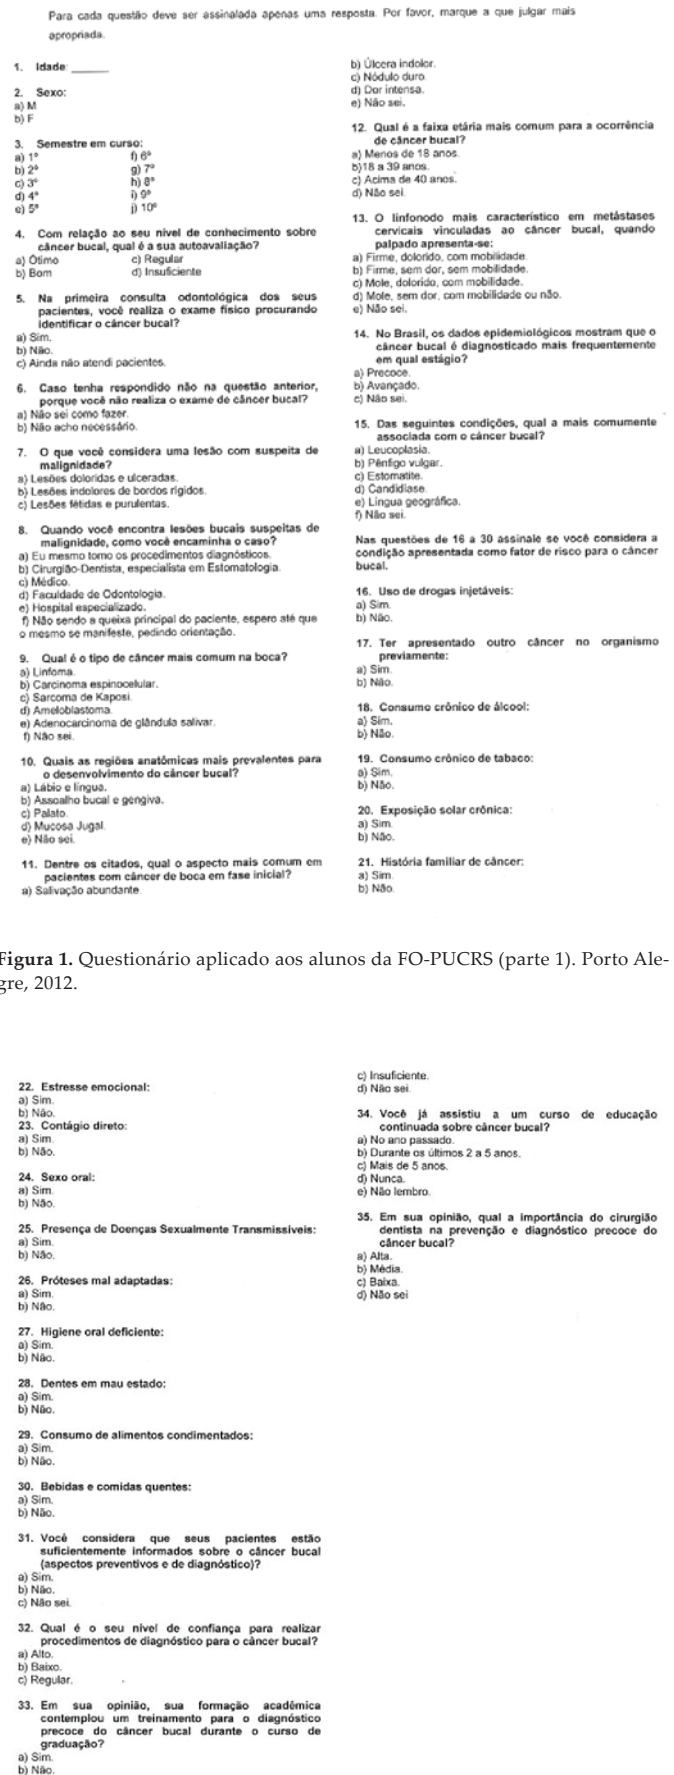 Para cada questão deve ser assinalada apenas uma resposta. Por favor, marque a que julgar mais
apropriada.
1. Idade: ______
2. Sexo:
a) M
b) F
3. Semestre em curso:
a) 1º f) 6º
b) 2º g) 7º
c) 3º h) 8º
d) 4º i) 9º
e) 5º j) 10º
4. Com relação ao seu nível de conhecimento sobre
câncer bucal, qual é a sua autoavaliação?
a) Ótimo c) Regular
b) Bom d) Insuficiente
5. Na primeira consulta odontológica dos seus
pacientes, você realiza o exame físico procurando
identificar o câncer bucal?
a) Sim.
b) Não.
c) Ainda não atendi pacientes.
6. Caso tenha respondido não na questão anterior,
porque você não realiza o exame de câncer bucal?
a) Não sei como fazer.
b) Não acho necessário.
7. O que você considera uma lesão com suspeita de
malignidade?
a) Lesões doloridas e ulceradas.
b) Lesões indolores de bordos rígidos.
c) Lesões fétidas e purulentas.
8. Quando você encontra lesões bucais suspeitas de
malignidade, como você encaminha o caso?
a) Eu mesmo tomo os procedimentos diagnósticos.
b) Cirurgião-Dentista, especialista em Estomatologia.
c) Médico.
d) Faculdade de Odontologia.
e) Hospital especializado.
f) Não sendo a queixa principal do paciente, espero até que
o mesmo se manifeste, pedindo orientação.
9. Qual é o tipo de câncer mais comum na boca?
a) Linfoma.
b) Carcinoma espinocelular.
c) Sarcoma de Kaposi.
d) Ameloblastoma.
e) Adenocarcinoma de glândula salivar.
f) Não sei.
10. Quais as regiões anatômicas mais prevalentes para
o desenvolvimento do câncer bucal?
a) Lábio e língua.
b) Assoalho bucal e gengiva.
c) Palato.
d) Mucosa Jugal.
e) Não sei.
11. Dentre os citados, qual o aspecto mais comum em
pacientes com câncer de boca em fase inicial?
a) Salivação abundante.
b) Úlcera indolor.
c) Nódulo duro.
d) Dor intensa.
e) Não sei.
12. Qual é a faixa etária mais comum para a ocorrência
de câncer bucal?
a) Menos de 18 anos.
b)18 a 39 anos.
c) Acima de 40 anos.
d) Não sei.
13. O linfonodo mais característico em metástases
cervicais vinculadas ao câncer bucal, quando
palpado apresenta-se:
a) Firme, dolorido, com mobilidade.
b) Firme, sem dor, sem mobilidade.
c) Mole, dolorido, com mobilidade.
d) Mole, sem dor, com mobilidade ou não.
e) Não sei.
14. No Brasil, os dados epidemiológicos mostram que o
câncer bucal é diagnosticado mais frequentemente
em qual estágio?
a) Precoce.
b) Avançado.
c) Não sei.
15. Das seguintes condições, qual a mais comumente
associada com o câncer bucal?
a) Leucoplasia.
b) Pênfigo vulgar.
c) Estomatite.
d) Candidíase.
e) Língua geográfica.
f) Não sei.
Nas questões de 16 a 30 assinale se você considera a
condição apresentada como fator de risco para o câncer
bucal.
16. Uso de drogas injetáveis:
a) Sim.
b) Não.
17. Ter apresentado outro câncer no organismo
previamente:
a) Sim.
b) Não.
18. Consumo crônico de álcool:
a) Sim.
b) Não.
19. Consumo crônico de tabaco:
a) Sim.
b) Não.
20. Exposição solar crônica:
a) Sim.
b) Não.
21. História familiar de câncer:
a) Sim.
b) Não.
Figura 1. Questionário aplicado aos alunos da FO-PUCRS (parte 1). Porto Ale-
gre, 2012.
22. Estresse emocional:
a) Sim.
b) Não.
23. Contágio direto:
a) Sim.
b) Não.
24. Sexo oral:
a) Sim.
b) Não.
25. Presença de Doenças Sexualmente Transmissíveis:
a) Sim.
b) Não.
26. Próteses mal adaptadas:
a) Sim.
b) Não.
27. Higiene oral deficiente:
a) Sim.
b) Não.
28. Dentes em mau estado:
a) Sim.
b) Não.
29. Consumo de alimentos condimentados:
a) Sim.
b) Não.
30. Bebidas e comidas quentes:
a) Sim.
b) Não.
31. Você considera que seus pacientes estão
suficientemente informados sobre o câncer bucal
(aspectos preventivos e de diagnóstico)?
a) Sim.
b) Não.
c) Não sei.
32. Qual é o seu nível de confiança para realizar
procedimentos de diagnóstico para o câncer bucal?
a) Alto.
b) Baixo.
c) Regular.
33. Em sua opinião, sua formação acadêmica
contemplou um treinamento para o diagnóstico
precoce do câncer bucal durante o curso de
graduação?
a) Sim.
b) Não.
c) Insuficiente.
d) Não sei.
34. Você já assistiu a um curso de educação
continuada sobre câncer bucal?
a) No ano passado.
b) Durante os últimos 2 a 5 anos.
c) Mais de 5 anos.
d) Nunca.
e) Não lembro.
35. Em sua opinião, qual a importância do cirurgião
dentista na prevenção e diagnóstico precoce do
câncer bucal?
a) Alta.
b) Média.
c) Baixa.
d) Não sei